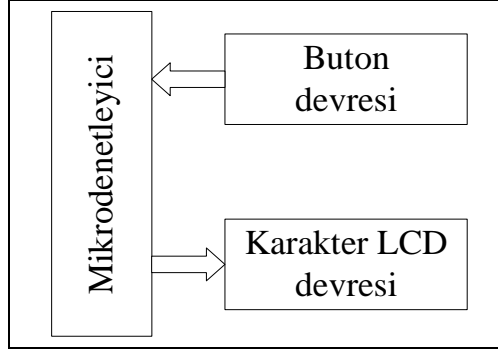 Mikrodenetleyici
Buton
devresi
Karakter LCD
devresi